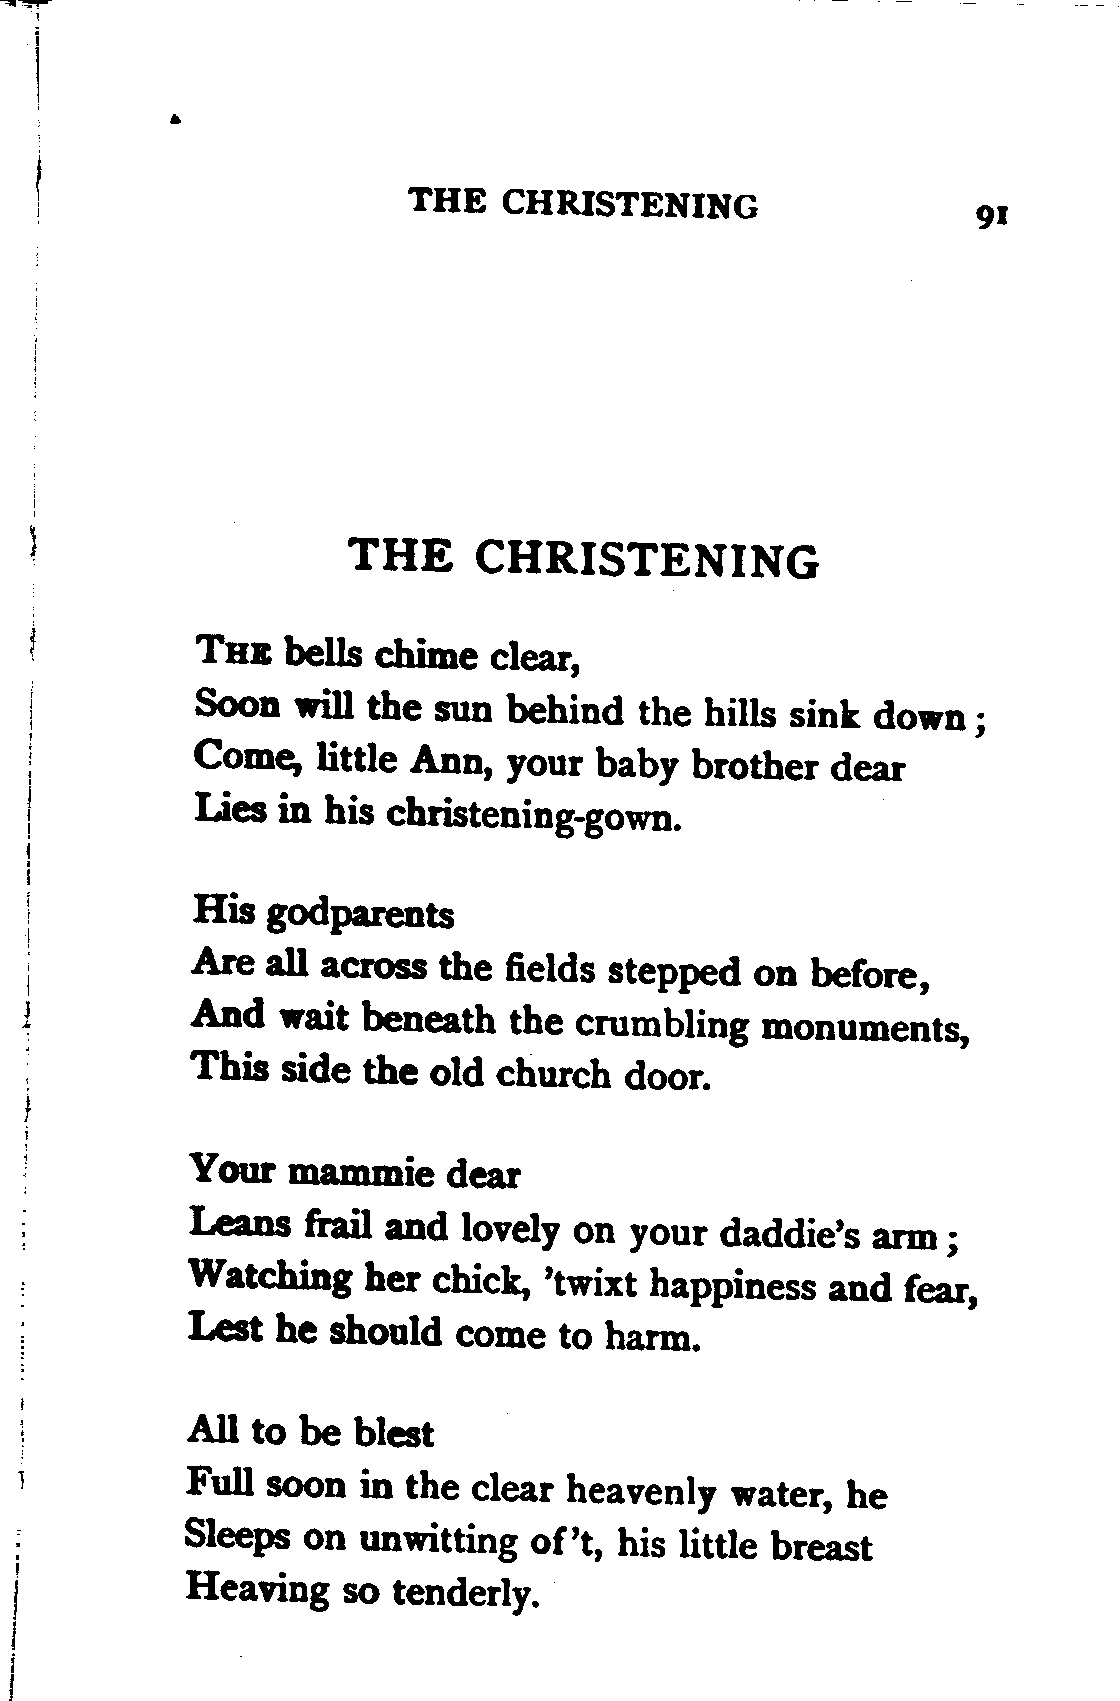 THE CHRISTENING 91
THE CHRISTENING
THE bells chime clear,
Soon will the sun behind the hills sink down ;
Come, little Ann, your baby brother dear
Lies in his christening-gown.
His godparents
Are all across the fields stepped on before,
And wait beneath the crumbling monuments,
This side the old church door.
Your mammie dear
Leans frail and lovely on your daddie's arm ;
Watching her chick, 'twixt happiness and fear,
Lest he should come to harm.
All to be blest
Full soon in the clear heavenly water, he
Sleeps on unwitting of't, his little breast
Heaving so tenderly.